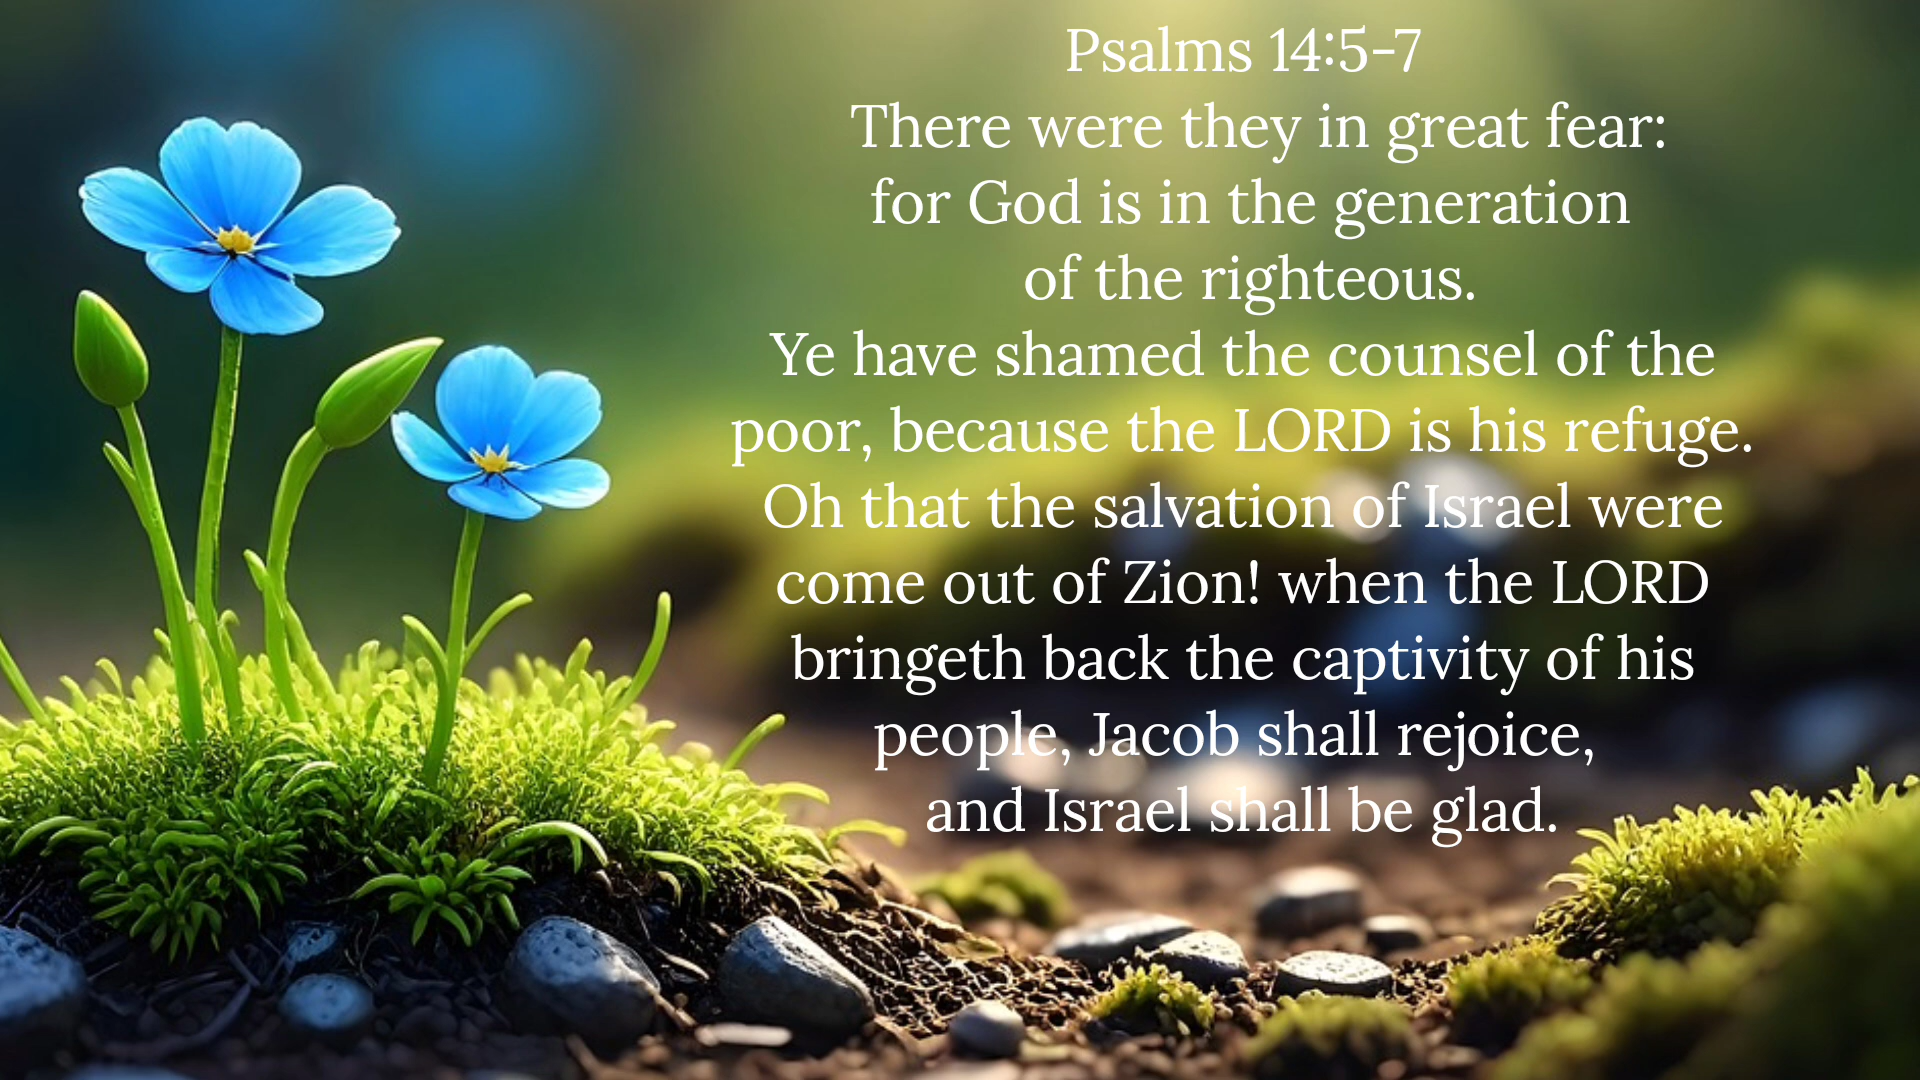 Psalms 14:5-7
There were they in great fear:
for God is in the generation
of the righteous.
Ye have shamed the counsel of the
poor, because the LORD is his refuge.
Oh that the salvation of Israel were
come out of Zion! when the LORD
bringeth back the captivity of his
people, Jacob shall rejoice,
and Israel shall be glad.